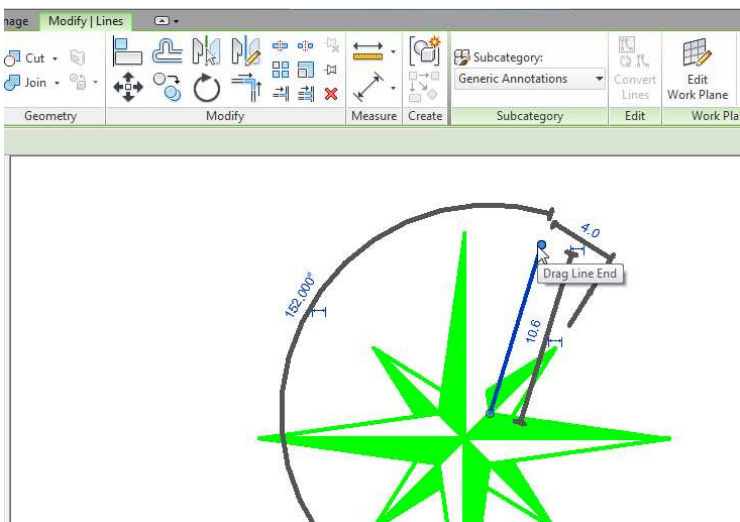 nage Modify | Lines
Cut
Join
Geometry
Modify
Measure
Create
Subcategory:
Generic Annotations
Subcategory
Convert
Lines
Edit
Edit
Work Plane
Work Pla
4.0
Drag Line End
152.000°
10.6